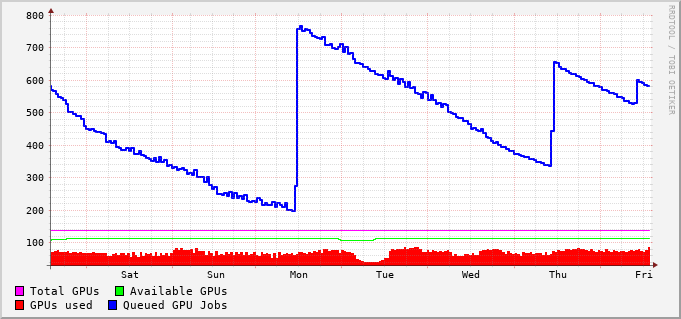 800
700
600
500
400
300
200
100
Sat Sun Mon Tue Wed Thu Fri
Total GPUs Available GPUs
GPUs used Queued GPU Jobs
RRDTOOL / TOBI OETIKER